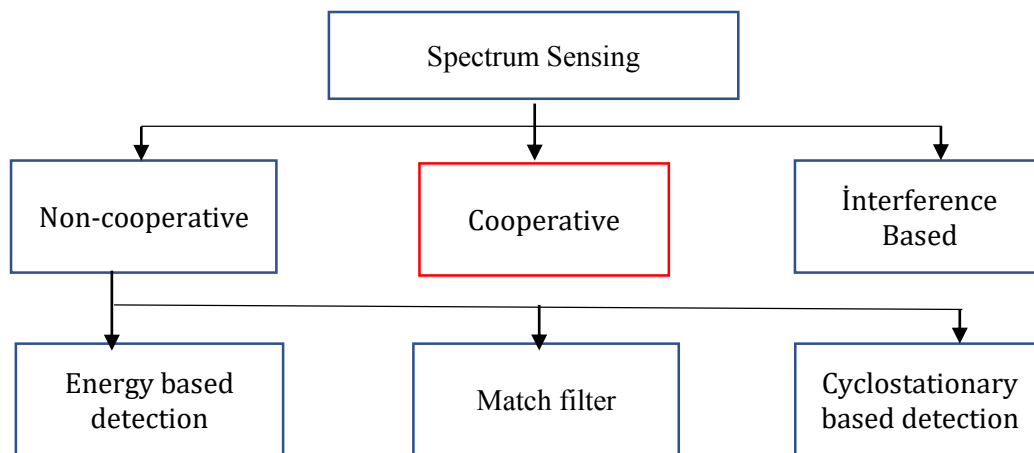 Spectrum Sensing
Non-cooperative
Cooperative
İnterference
Based
Energy based
detection
Match filter
Cyclostationary
based detection